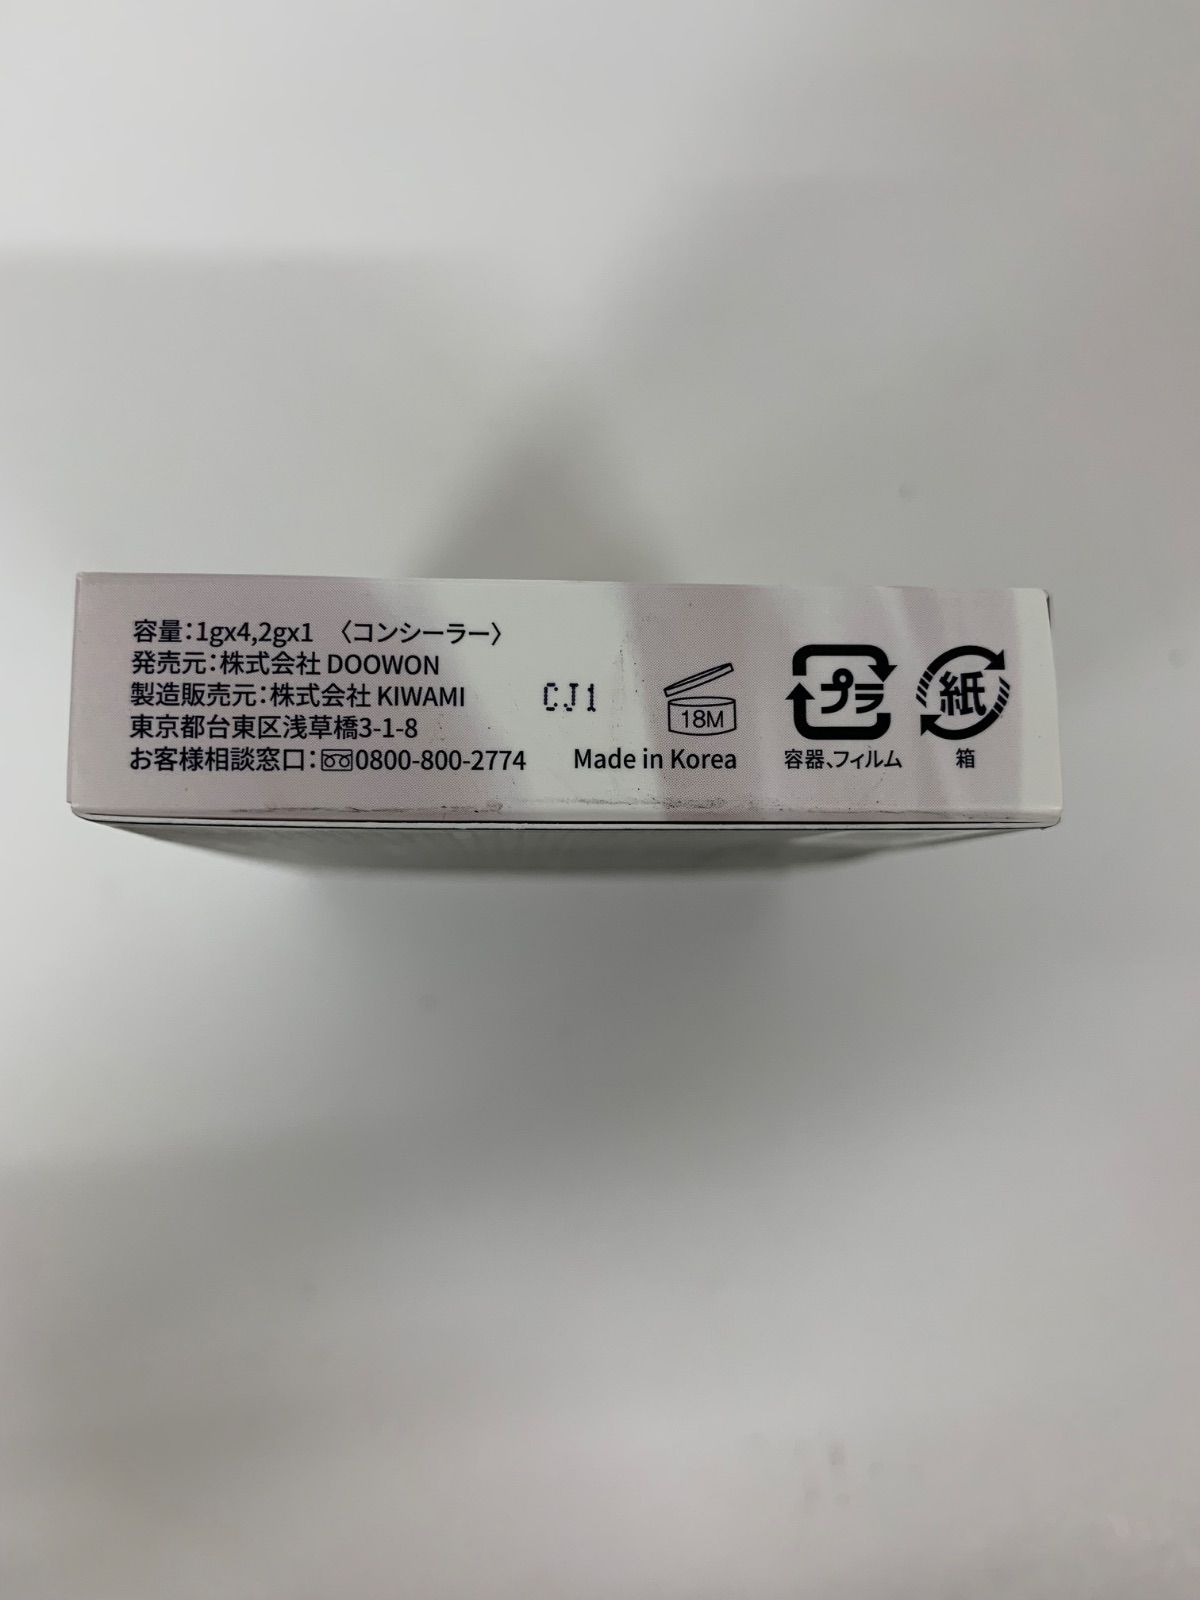 容量：1gx4,2gx1 〈コンシーラー〉
発売元：株式会社 DOOWON
製造販売元：株式会社 KIWAMI
東京都台東区浅草橋3-1-8
お客様相談窓口：0800-800-2774
CJ1
18M
Made in Korea
プラ
容器、フィルム
紙
箱